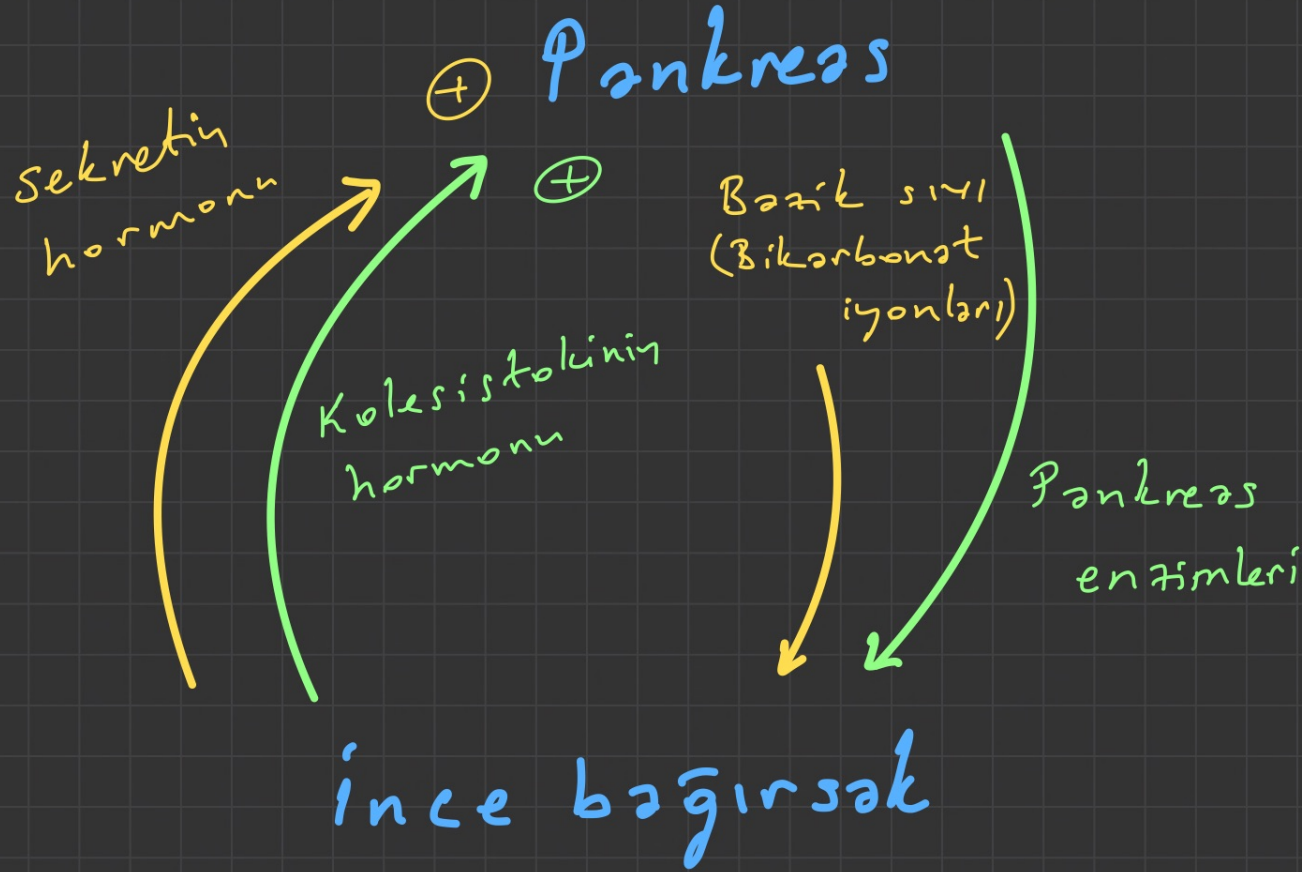 Pankreas
sekretin
hormonu
Kolesistokinin
hormonu
Bazik sıvı
(Bikarbonat
iyonları)
Pankreas
enzimleri
İnce bağırsak